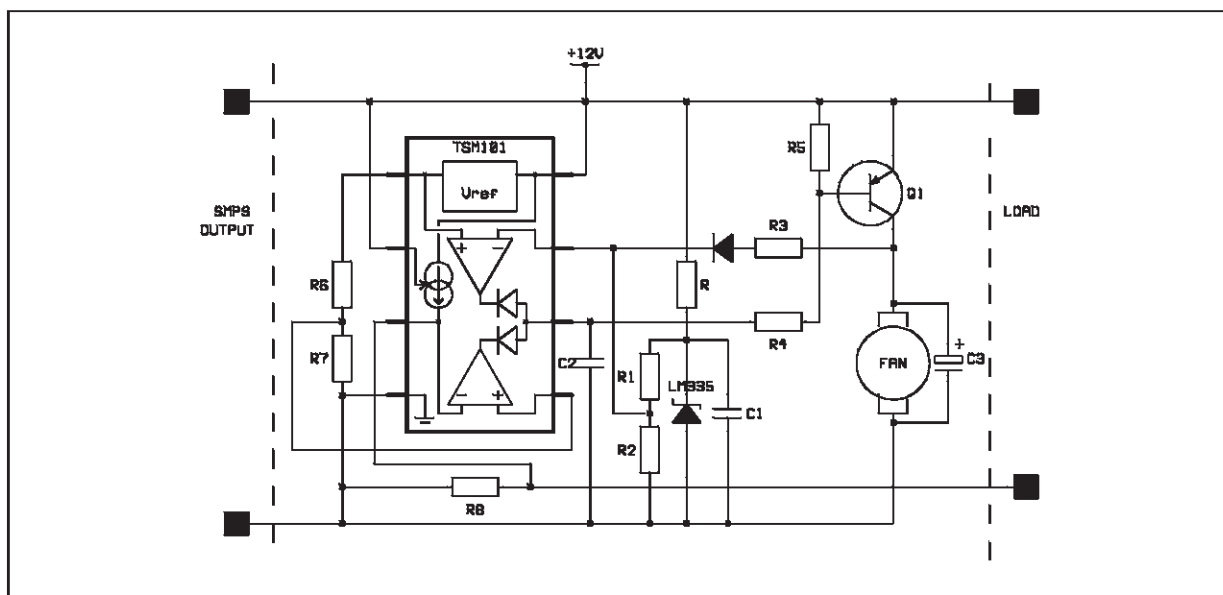 +12V
TSM101
Vref
R5
Q1
SMPS
OUTPUT
LOAD
+
-
R3
R6
R
R4
R7
C2
R1
LM335
FAN
+
C3
-
+
C1
R2
R8